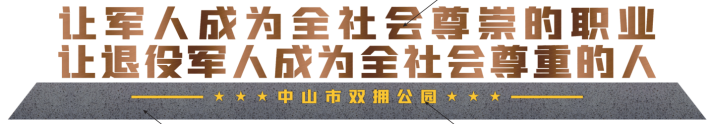 让军人成为全社会尊崇的职业
让退役军人成为全社会尊重的人
★ ★ ★ 中山市双拥公园 ★ ★ ★